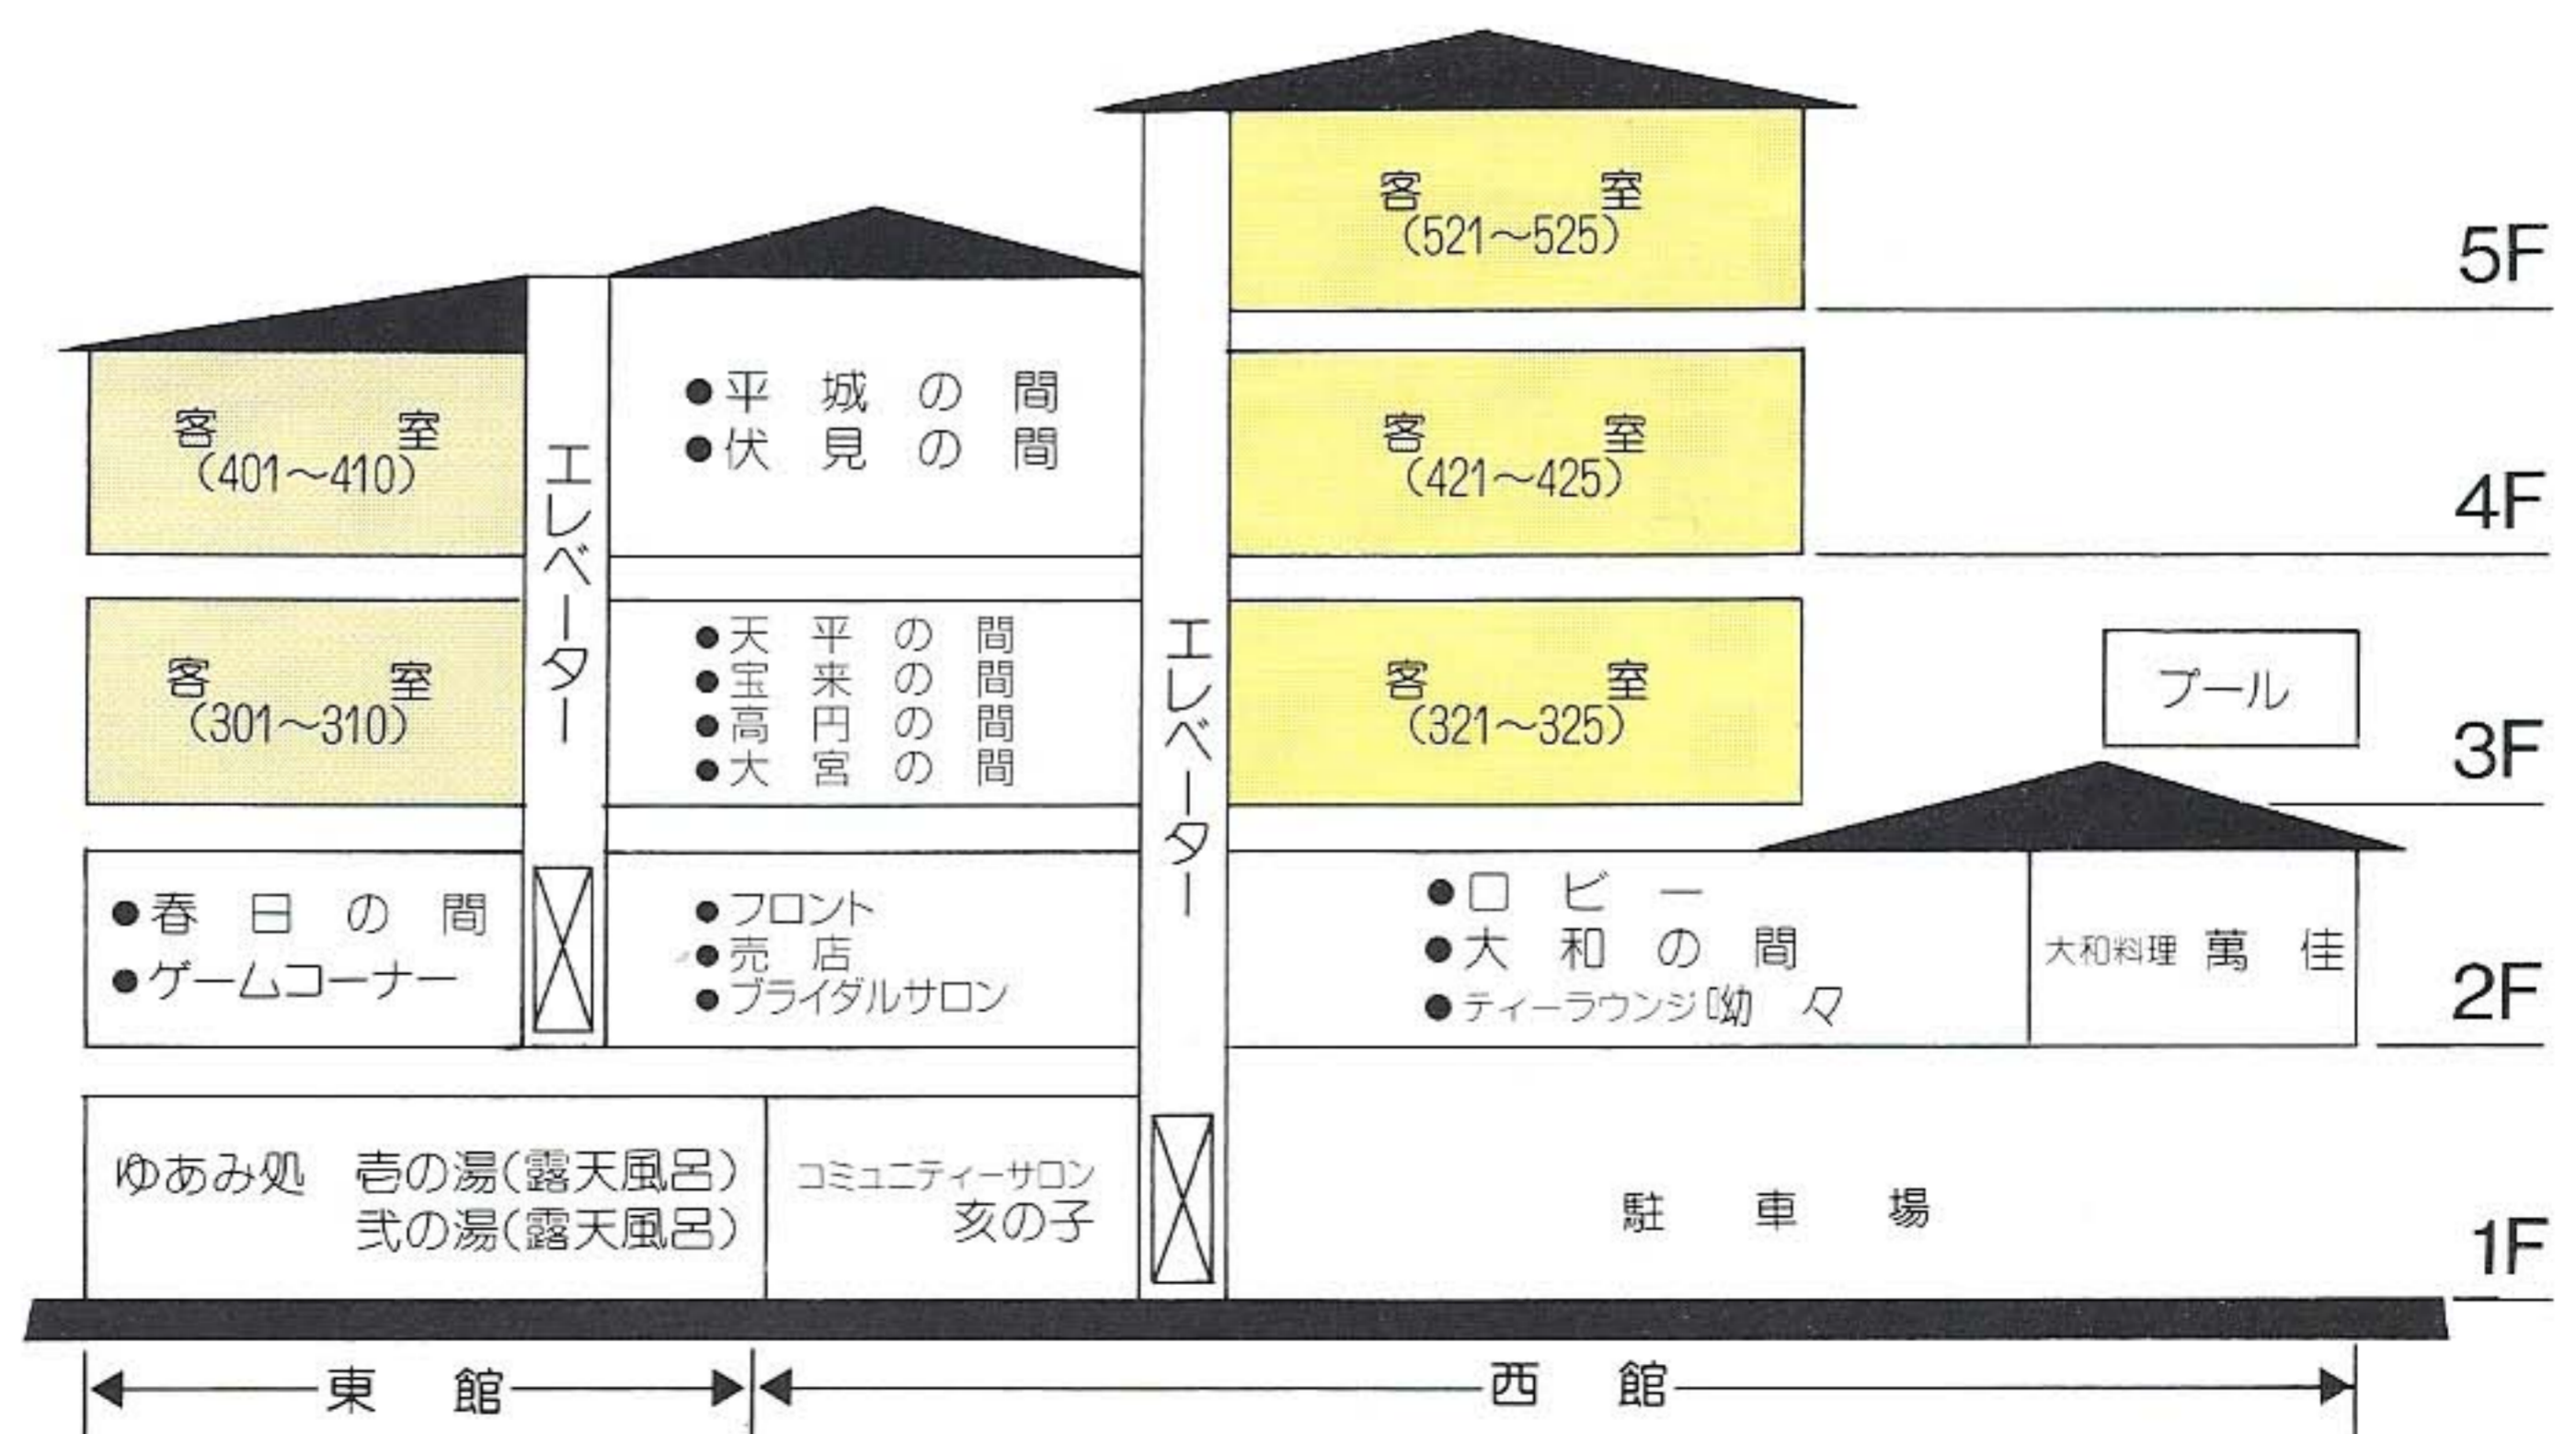 客室
(521～525)
5F
客室
(401～410)
エレベーター
●平城の間
●伏見の間
客室
(421～425)
4F
客室
(301～310)
●天平の間
●宝来の間
●高円の間
●大宮の間
エレベーター
客室
(321～325)
プール
3F
●春日の間
●ゲームコーナー
●フロント
●売店
●ブライダルサロン
●ロビー
●大和の間
●ティーラウンジ呦々
大和料理 萬佳
2F
ゆあみ処 壱の湯(露天風呂)
弐の湯(露天風呂)
コミュニティーサロン
亥の子
駐車場
1F
東館
西館